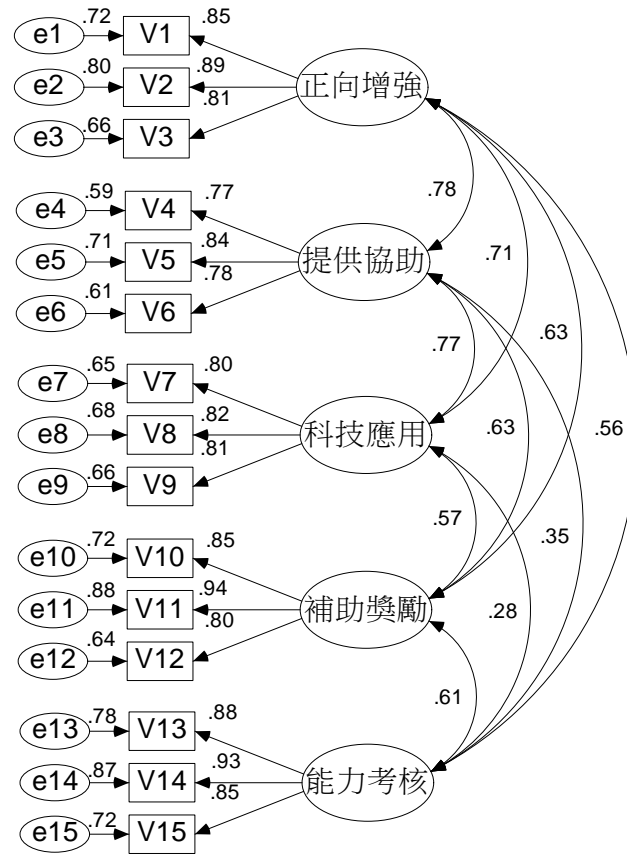 .72 .85
e1 V1
.80 .89
e2 V2 正向增強
.66 .81
e3 V3
.78
.59 .77
e4 V4
.71 .84
e5 V5 提供協助 .71
.61 .78
e6 V6
.77 .63
.65 .80
e7 V7
.68 .82
e8 V8 科技應用 .63 .56
.66 .81
e9 V9
.57 .35
.72 .85
e10 V10
.88 .94
e11 V11 補助獎勵 .28
.64 .80
e12 V12
.61
.78 .88
e13 V13
.87 .93
e14 V14 能力考核
.72 .85
e15 V15